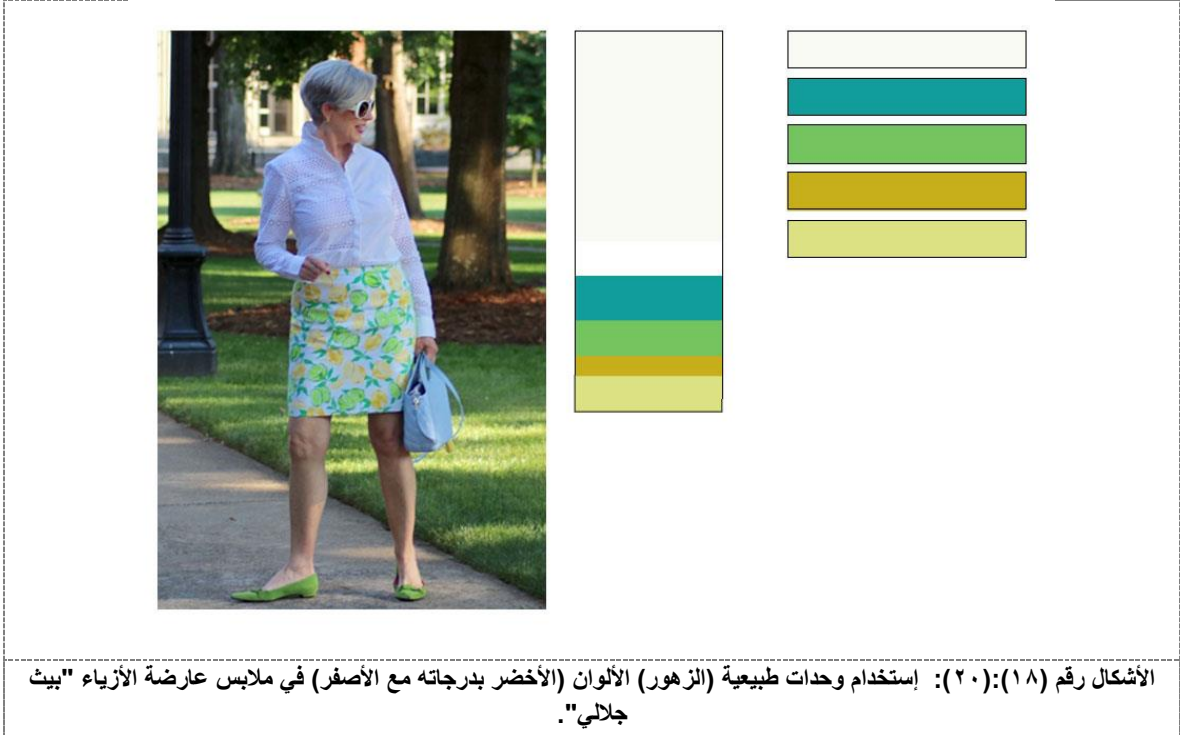 الأشكال رقم (١٨):(٢٠): إستخدام وحدات طبيعية (الزهور) الألوان (الأخضر بدرجاته مع الأصفر) في ملابس عارضة الأزياء "بيث
جلالي".